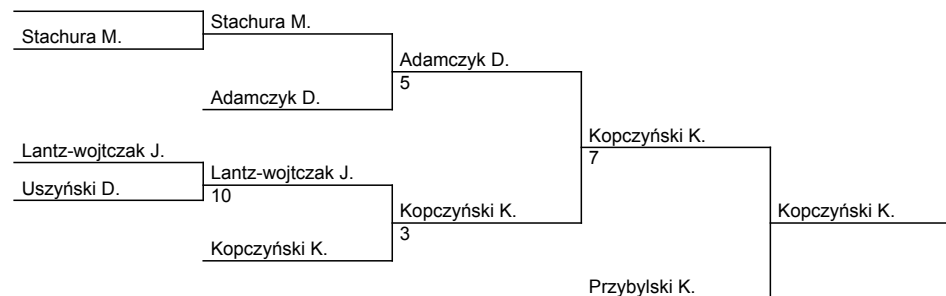 Stachura M.
Stachura M.
Adamczyk D.
5
Adamczyk D.
Kopczyński K.
7
Lantz-wojtczak J.
Lantz-wojtczak J.
Uszyński D.
10
Kopczyński K.
Kopczyński K.
3
Kopczyński K.
Przybylski K.